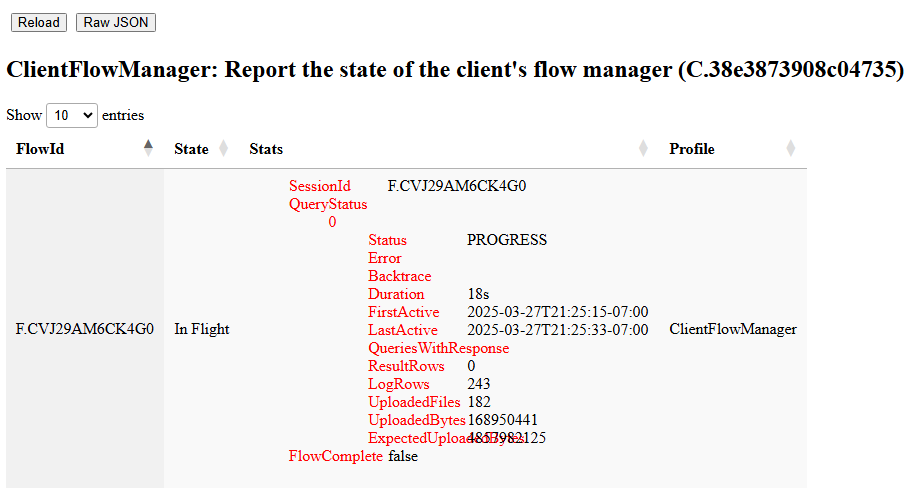 Reload Raw JSON
ClientFlowManager: Report the state of the client's flow manager (C.38e3873908c04735)
Show 10 entries
FlowId State Stats Profile
SessionId F.CVJ29AM6CK4G0
QueryStatus
0
Status PROGRESS
Error
Backtrace
Duration 18s
FirstActive 2025-03-27T21:25:15-07:00
F.CVJ29AM6CK4G0 In Flight LastActive 2025-03-27T21:25:33-07:00 ClientFlowManager
QueriesWithResponse
ResultRows 0
LogRows 243
UploadedFiles 182
UploadedBytes 168950441
ExpectedUploadedBytes 4857982125
FlowComplete false